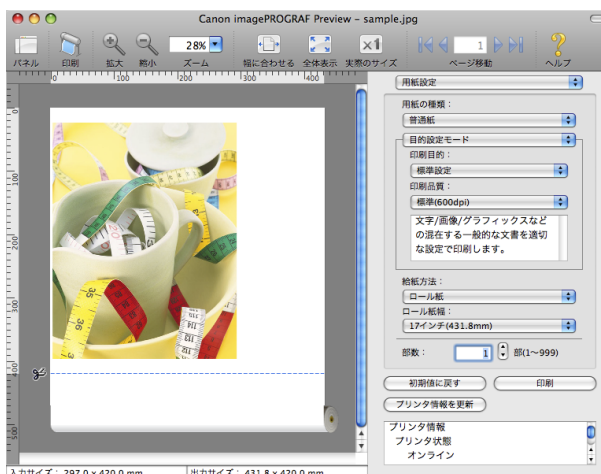 Canon imagePROGRAF Preview – sample.jpg
28%
×1
1
パネル 印刷 拡大 縮小 ズーム 幅に合わせる 全体表示 実際のサイズ ページ移動 ヘルプ
0 100 200 300 400
0
100
200
300
400
500
用紙設定
用紙の種類：
普通紙
目的設定モード
印刷目的：
標準設定
印刷品質：
標準(600dpi)
文字/画像/グラフィックスなど
の混在する一般的な文書を適切
な設定で印刷します。
給紙方法：
ロール紙
ロール紙幅：
17インチ(431.8mm)
部数： 1 部(1〜999)
初期値に戻す 印刷
プリンタ情報を更新
プリンタ情報
プリンタ状態
オンライン
入力サイズ： 297.0 x 420.0 mm 出力サイズ： 431.8 x 420.0 mm